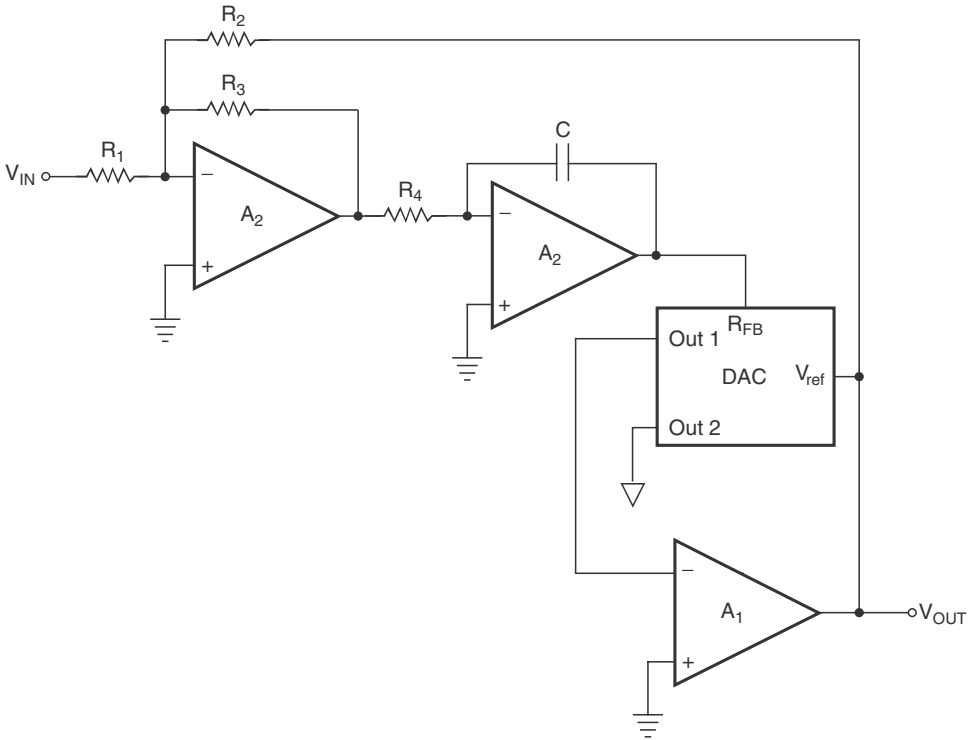 R2
R3
R1
VIN
−
A2
+
C
R4
−
A2
+
RFB
Out 1
DAC
Vref
Out 2
−
A1
+
VOUT